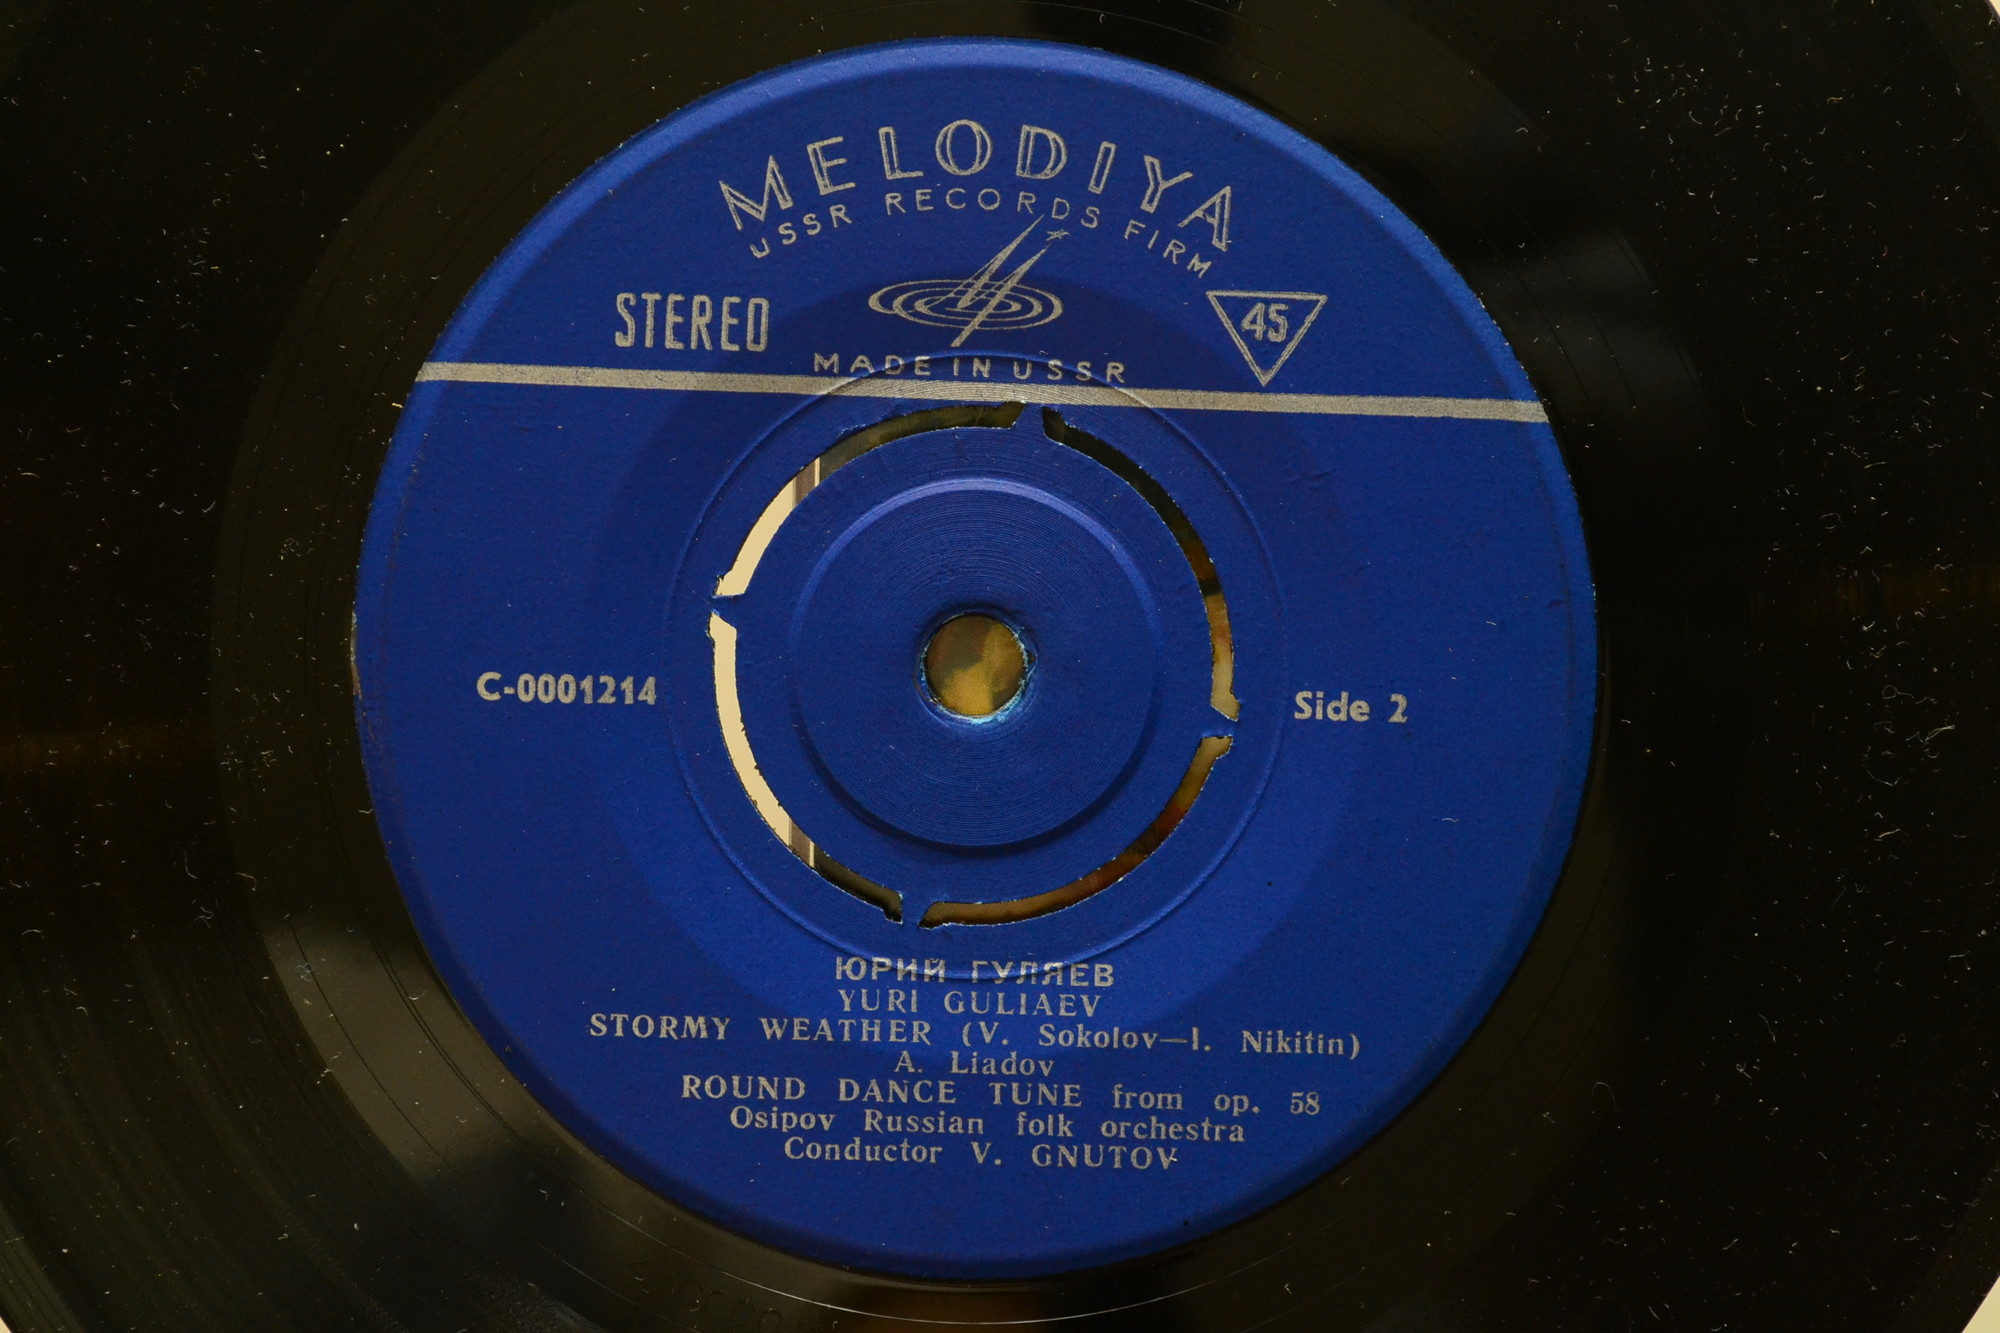 MELODIYA
USSR RECORDS FIRM
STEREO
45
MADE IN USSR
C-0001214
Side 2
ЮРИЙ ГУЛЯЕВ
YURI GULIAEV
STORMY WEATHER (V. Sokolov—I. Nikitin)
A. Liadov
ROUND DANCE TUNE from op. 58
Osipov Russian folk orchestra
Conductor V. GNUTOV